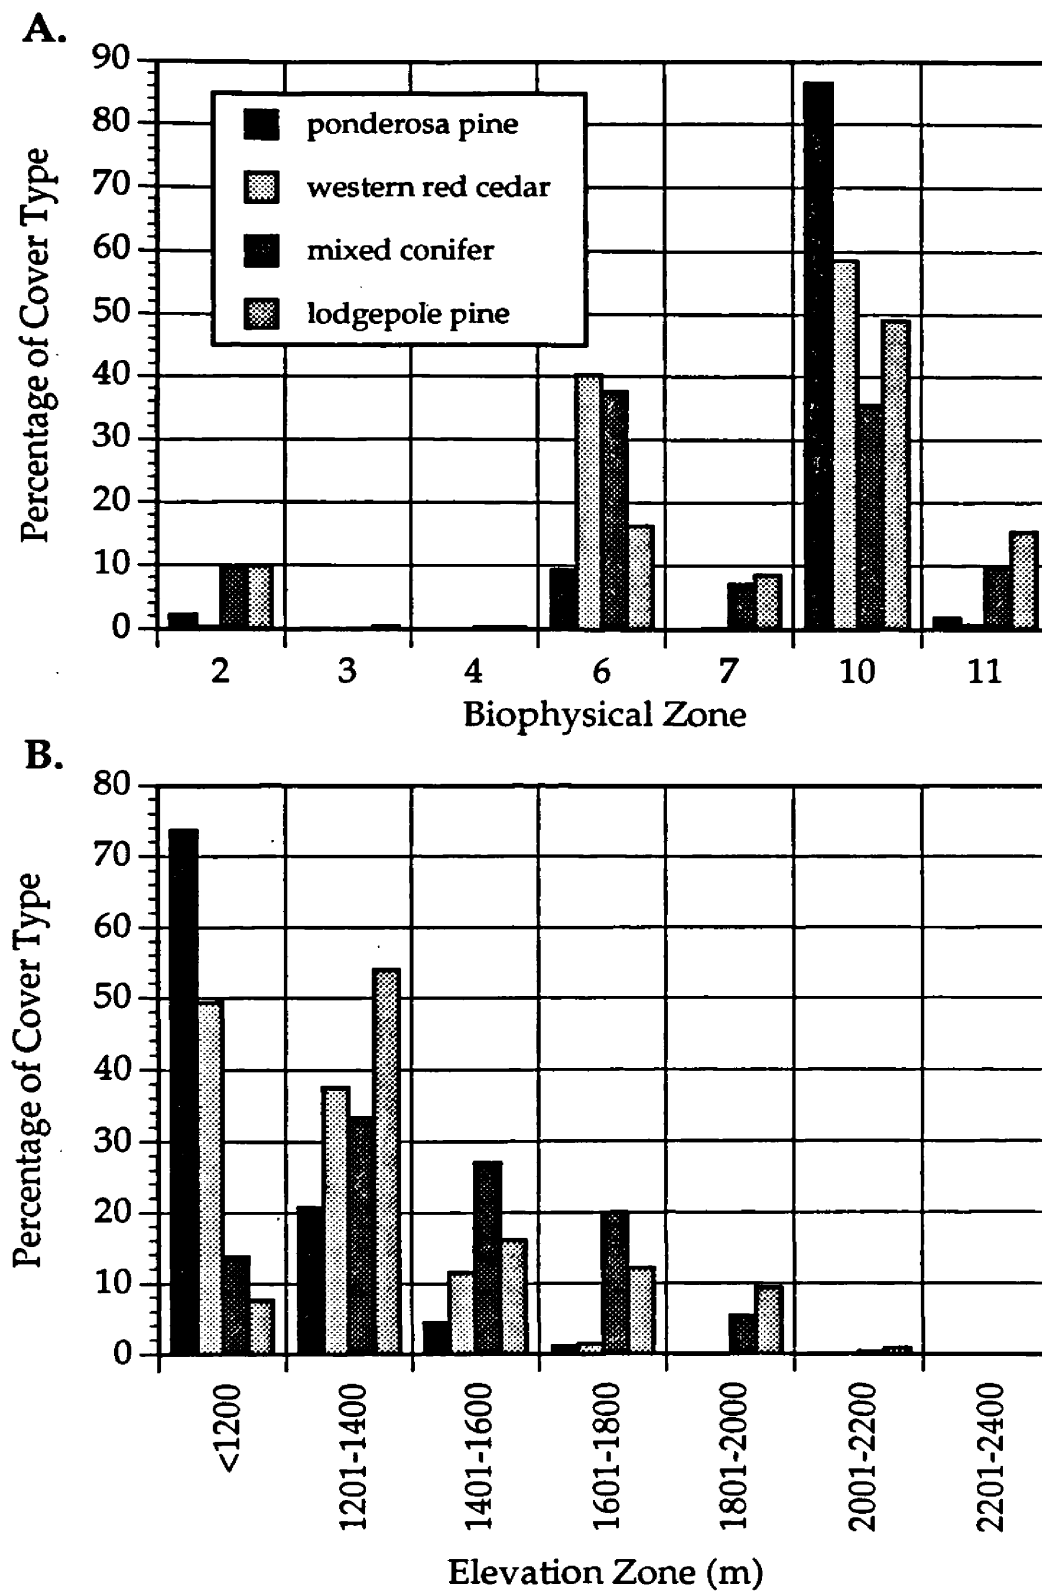 A.
90
80
70
60
50
40
30
20
10
0
Percentage of Cover Type
ponderosa pine
western red cedar
mixed conifer
lodgepole pine
2 3 4 6 7 10 11
Biophysical Zone
B.
80
70
60
50
40
30
20
10
0
Percentage of Cover Type
<1200
1201-1400
1401-1600
1601-1800
1801-2000
2001-2200
2201-2400
Elevation Zone (m)